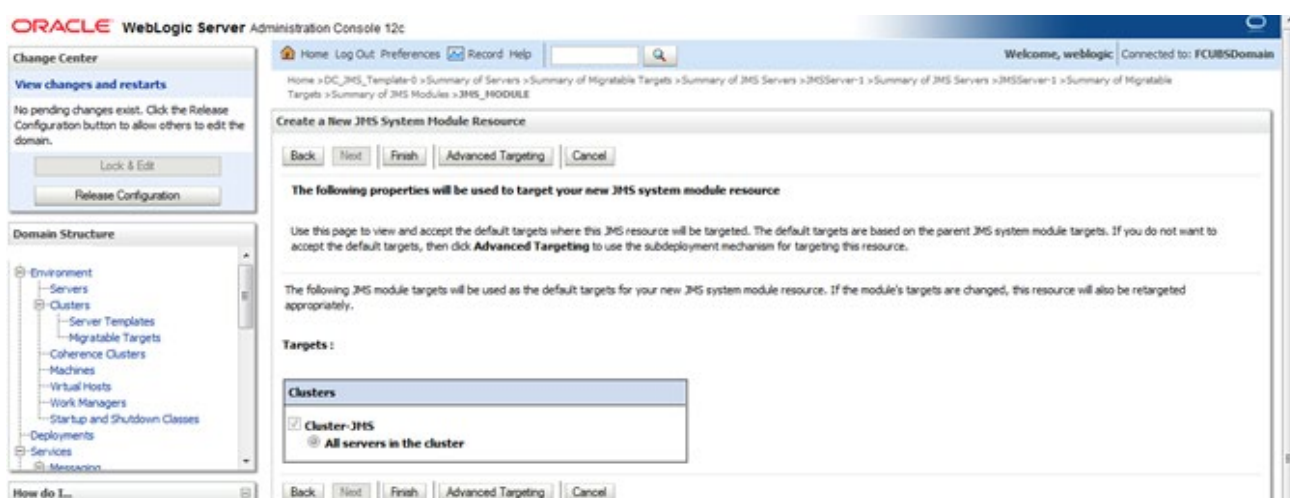 ORACLE WebLogic Server Administration Console 12c
Change Center
View changes and restarts
No pending changes exist. Click the Release
Configuration button to allow others to edit the
domain.
Lock & Edit
Release Configuration
Domain Structure
Environment
Servers
Clusters
Server Templates
Migratable Targets
Coherence Clusters
Machines
Virtual Hosts
Work Managers
Startup and Shutdown Classes
Deployments
Services
Messaging
How do I...
Home Log Out Preferences Record Help
Welcome, weblogic Connected to: FCUBSDomain
Home >DC_JMS_Template-0 >Summary of Servers >Summary of Migratable Targets >Summary of JMS Servers >JMSServer-1 >Summary of JMS Servers >JMSServer-1 >Summary of Migratable
Targets >Summary of JMS Modules >JMS_MODULE
Create a New JMS System Module Resource
Back Next Finish Advanced Targeting Cancel
The following properties will be used to target your new JMS system module resource
Use this page to view and accept the default targets where this JMS resource will be targeted. The default targets are based on the parent JMS system module targets. If you do not want to
accept the default targets, then click Advanced Targeting to use the subdeployment mechanism for targeting this resource.
The following JMS module targets will be used as the default targets for your new JMS system module resource. If the module's targets are changed, this resource will also be retargeted
appropriately.
Targets :
Clusters
Cluster-JMS
All servers in the cluster
Back Next Finish Advanced Targeting Cancel